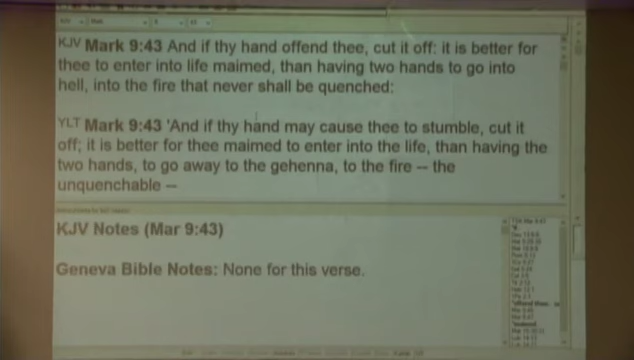 KJV Mark 9:43 And if thy hand offend thee, cut it off: it is better for
thee to enter into life maimed, than having two hands to go into
hell, into the fire that never shall be quenched:
YLT Mark 9:43 'And if thy hand may cause thee to stumble, cut it
off; it is better for thee maimed to enter into the life, than having the
two hands, to go away to the gehenna, to the fire -- the
unquenchable --
KJV Notes (Mar 9:43)
Geneva Bible Notes: None for this verse.